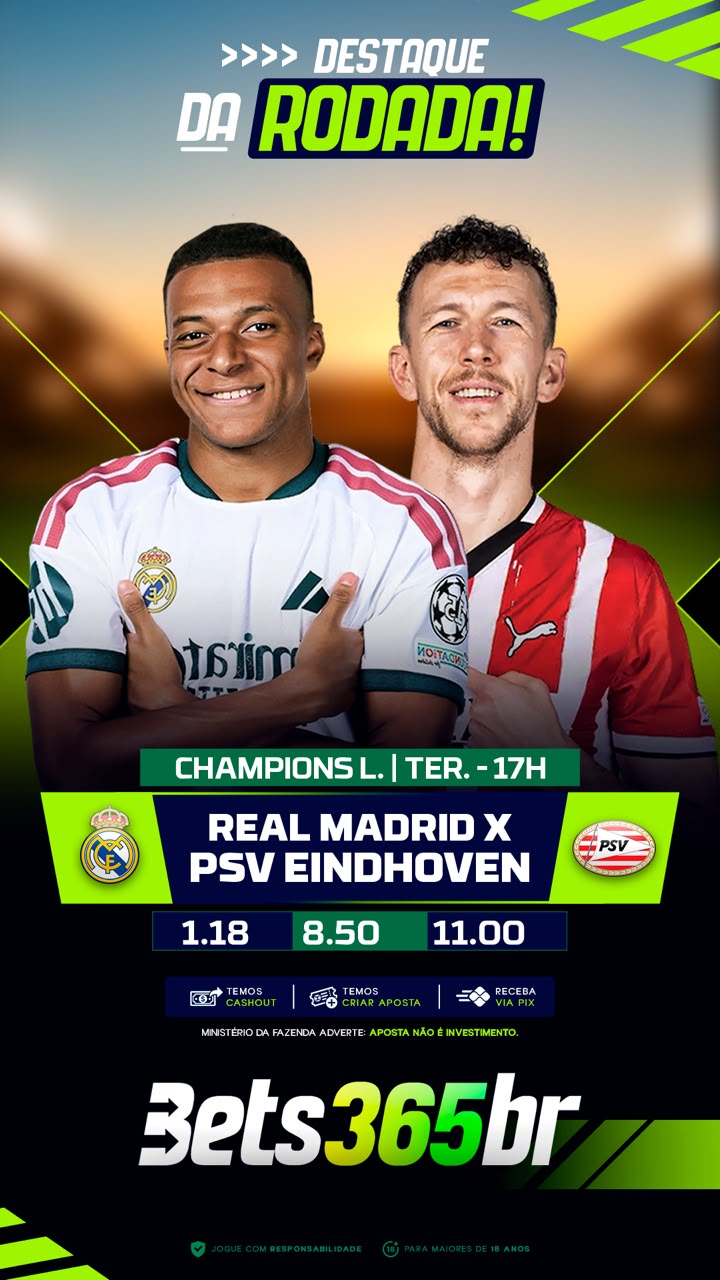 >>>> DESTAQUE
DA RODADA!
CHAMPIONS L. | TER. - 17H
REAL MADRID X
PSV EINDHOVEN
PSV
1.18 8.50 11.00
TEMOS CASHOUT
TEMOS CRIAR APOSTA
RECEBA VIA PIX
MINISTÉRIO DA FAZENDA ADVERTE: APOSTA NÃO É INVESTIMENTO.
Bets365br
JOGUE COM RESPONSABILIDADE
18+ PARA MAIORES DE 18 ANOS